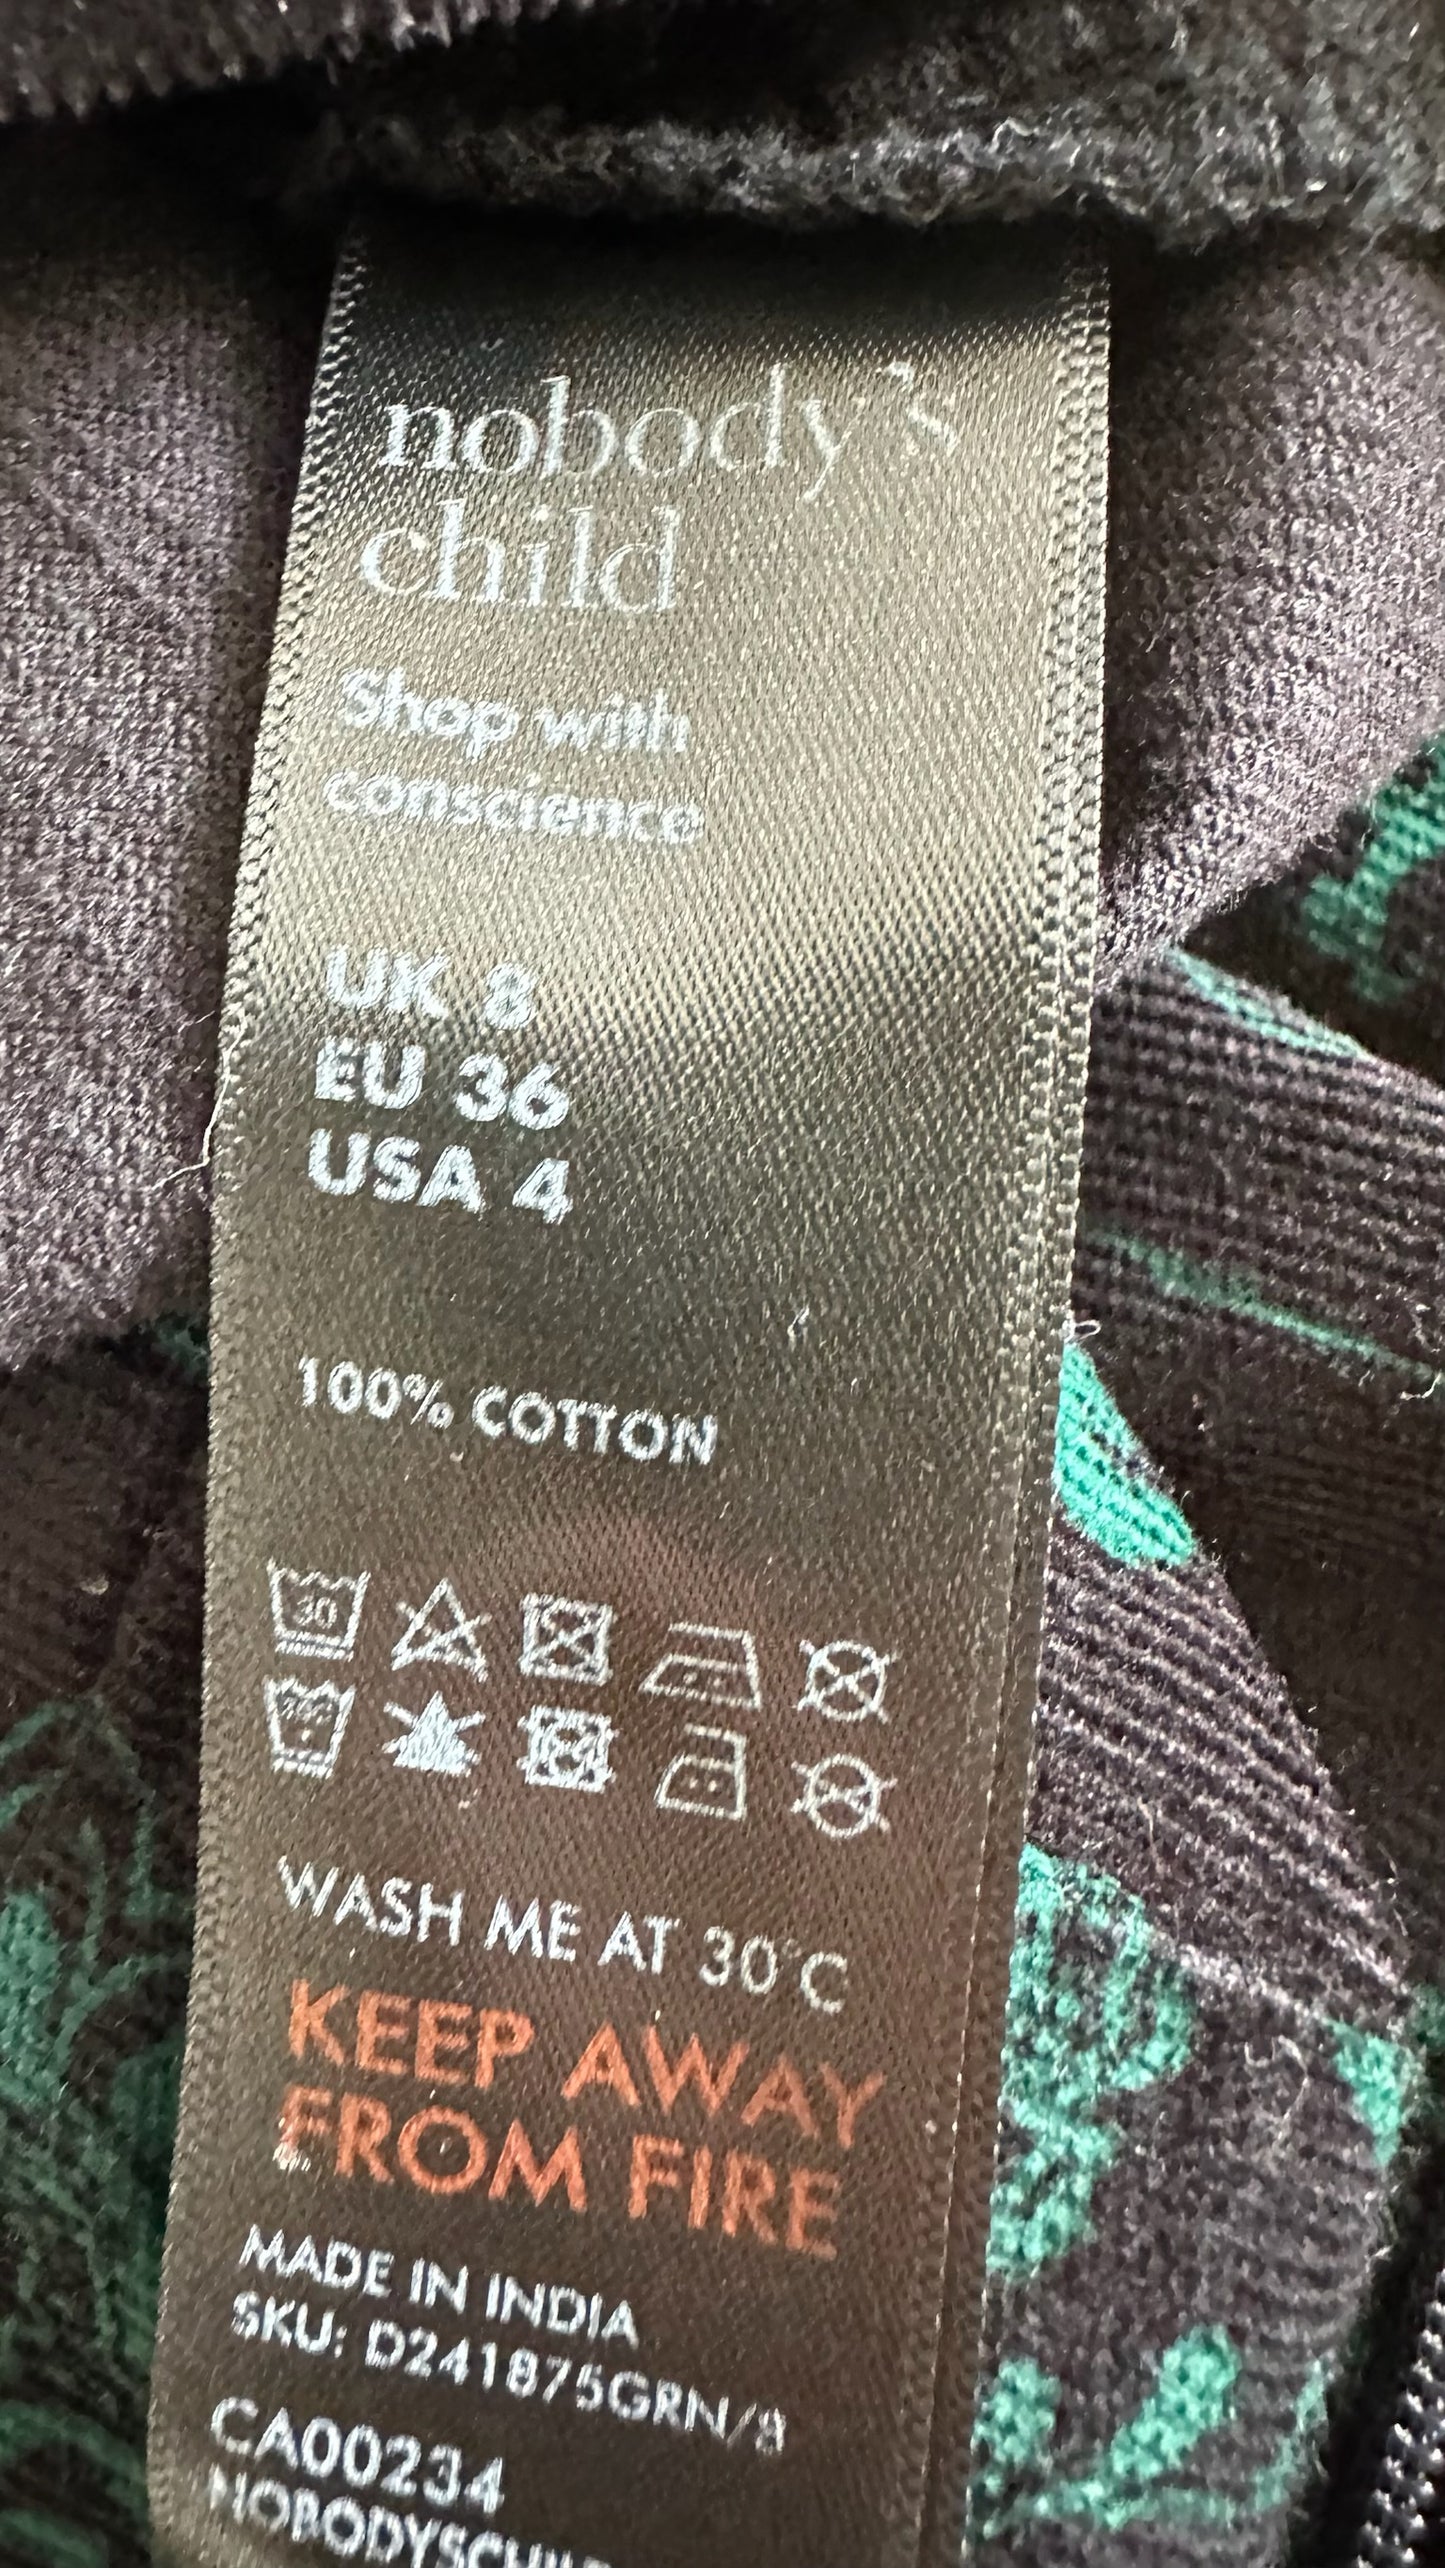 nobody's
child
Shop with
conscience
UK 8
EU 36
USA 4
100% COTTON
30
WASH ME AT 30°C
KEEP AWAY
FROM FIRE
MADE IN INDIA
SKU: D241875GRN/8
CA00234